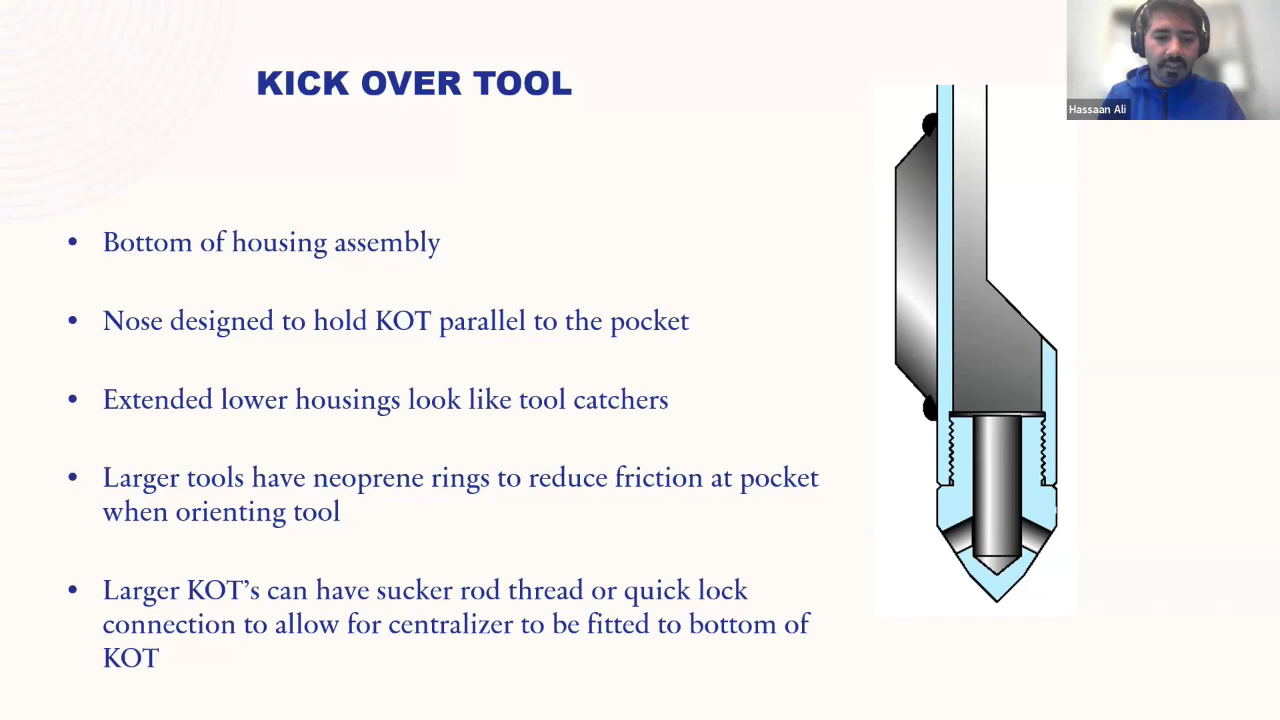 KICK OVER TOOL
Hassaan Ali
• Bottom of housing assembly
• Nose designed to hold KOT parallel to the pocket
• Extended lower housings look like tool catchers
• Larger tools have neoprene rings to reduce friction at pocket
when orienting tool
• Larger KOT’s can have sucker rod thread or quick lock
connection to allow for centralizer to be fitted to bottom of
KOT